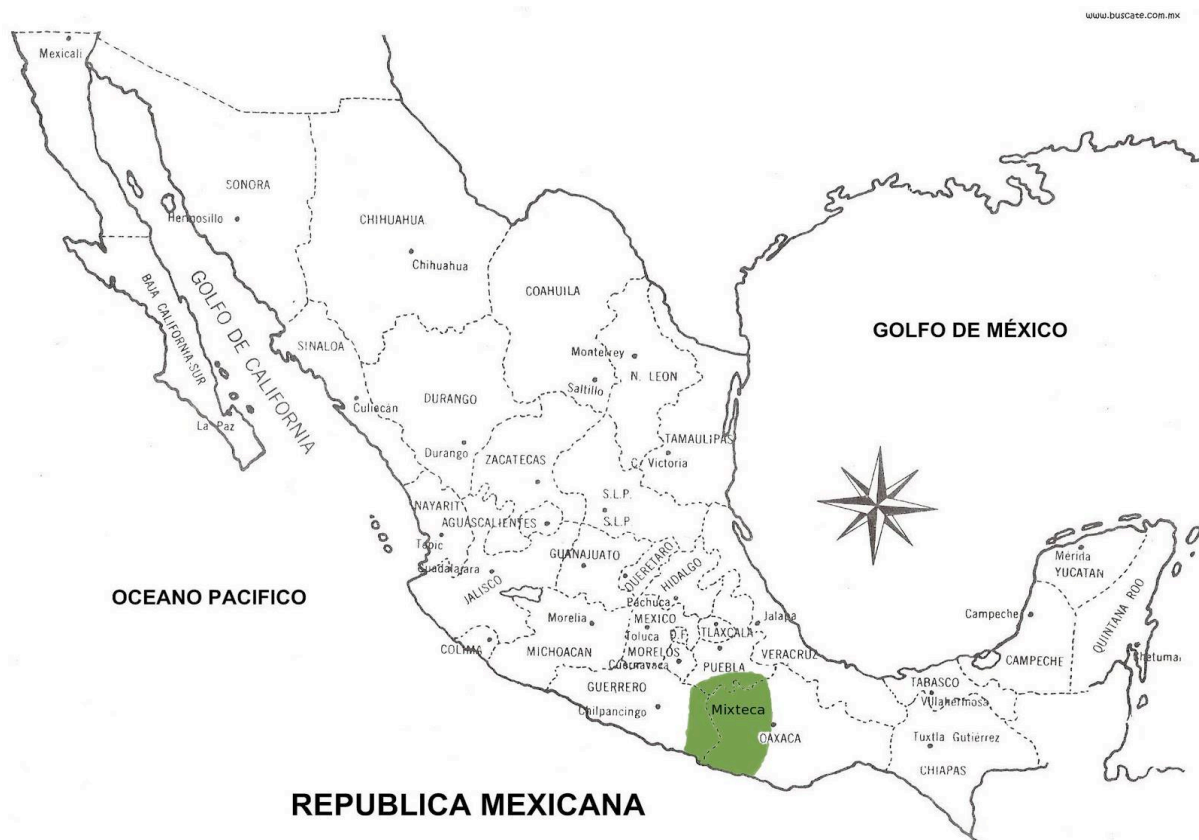 www.buscate.com.mx
Mexicali
SONORA
Hermosillo
CHIHUAHUA
Chihuahua
COAHUILA
GOLFO DE CALIFORNIA
BAJA CALIFORNIA-SUR
GOLFO DE MÉXICO
SINALOA
Monterrey
N. LEON
Saltillo
DURANGO
Culiacán
La Paz
TAMAULIPAS
Durango
ZACATECAS
C. Victoria
S.L.P.
S.L.P
NAYARIT
AGUASCALIENTES
Tepic
GUANAJUATO
QUERETARO
HIDALGO
Guadalajara
JALISCO
Mérida
YUCATAN
QUINTANA ROO
OCEANO PACIFICO
Pachuca
Morelia
MEXICO
Jalapa
Campeche
Toluca
D.F.
TLAXCALA
COLIMA
MICHOACAN
MORELOS
VERACRUZ
Cuernavaca
PUEBLA
CAMPECHE
Chetumal
TABASCO
GUERRERO
Villahermosa
Chilpancingo
Mixteca
OAXACA
Tuxtla Gutiérrez
CHIAPAS
REPUBLICA MEXICANA